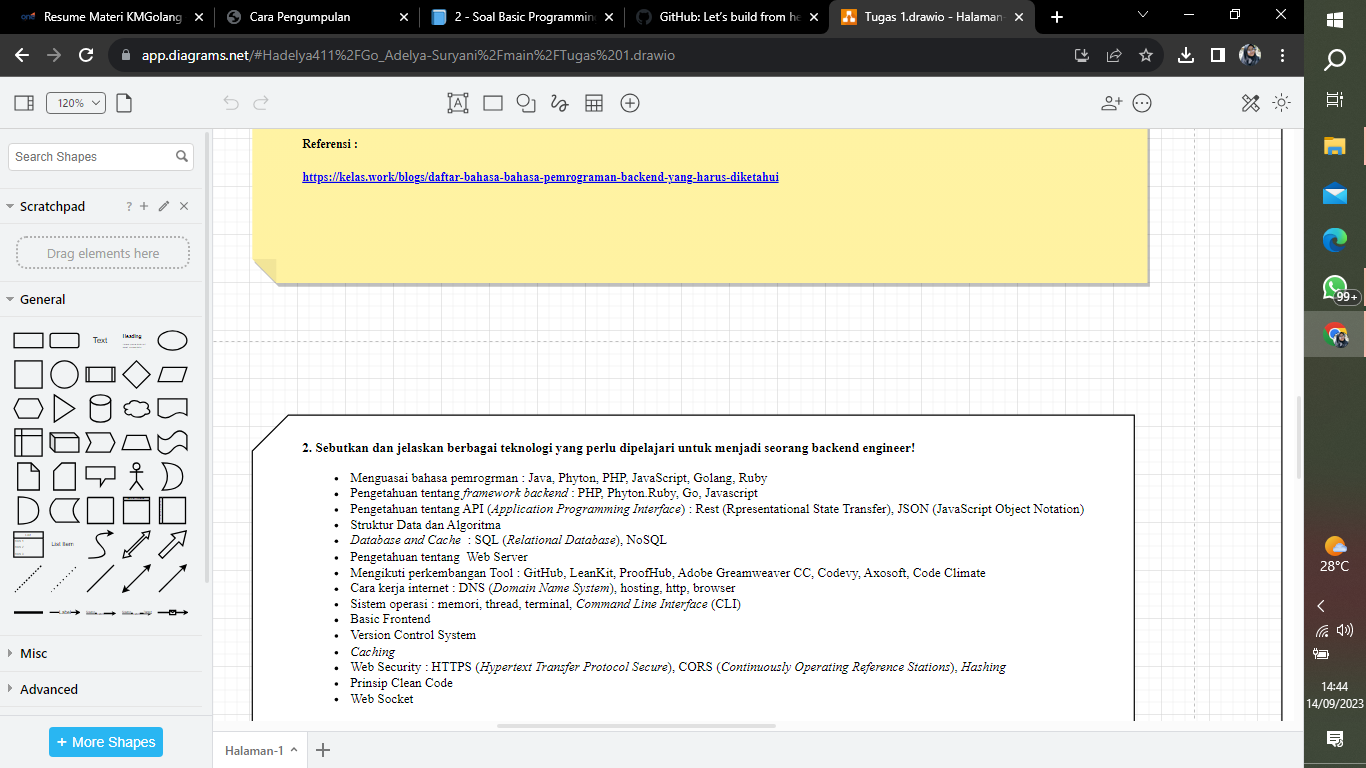 Resume Materi KMGolang
Cara Pengumpulan
2 - Soal Basic Programmin
GitHub: Let's build from he
Tugas 1.drawio - Halaman-
app.diagrams.net/#Hadelya411%2FGo_Adelya-Suryani%2Fmain%2FTugas%201.drawio
120%
Search Shapes
Scratchpad
Drag elements here
General
Text
Heading
List Item
Misc
Advanced
+ More Shapes
Referensi :
https://kelas.work/blogs/daftar-bahasa-bahasa-pemrograman-backend-yang-harus-diketahui
2. Sebutkan dan jelaskan berbagai teknologi yang perlu dipelajari untuk menjadi seorang backend engineer!
• Menguasai bahasa pemrogrman : Java, Phyton, PHP, JavaScript, Golang, Ruby
• Pengetahuan tentang framework backend : PHP, Phyton.Ruby, Go, Javascript
• Pengetahuan tentang API (Application Programming Interface) : Rest (Rpresentational State Transfer), JSON (JavaScript Object Notation)
• Struktur Data dan Algoritma
• Database and Cache : SQL (Relational Database), NoSQL
• Pengetahuan tentang Web Server
• Mengikuti perkembangan Tool : GitHub, LeanKit, ProofHub, Adobe Greamweaver CC, Codevy, Axosoft, Code Climate
• Cara kerja internet : DNS (Domain Name System), hosting, http, browser
• Sistem operasi : memori, thread, terminal, Command Line Interface (CLI)
• Basic Frontend
• Version Control System
• Caching
• Web Security : HTTPS (Hypertext Transfer Protocol Secure), CORS (Continuously Operating Reference Stations), Hashing
• Prinsip Clean Code
• Web Socket
Halaman-1
99+
28°C
14:44
14/09/2023